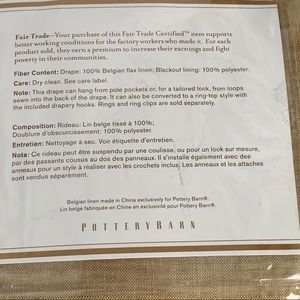 Fair Trade—Your purchase of this Fair Trade Certified™ item supports
better working conditions for the factory workers who made it. For each
product sold, they earn a premium to increase their earnings and fight
poverty in their communities.
Fiber Content: Drape: 100% Belgian flax linen; Blackout lining: 100% polyester.
Care: Dry clean. See care label.
Note: This drape can hang from pole pockets or, for a tailored look, from loops
sewn into the back of the drape. It can also be converted to a ring-top style with
the included drapery hooks. Rings and ring clips are sold separately.
Composition: Rideau: Lin belge tissé à 100%;
Doublure d'obscurcissement: 100% polyester.
Entretien: Nettoyage à sec. Voir étiquette d'entretien.
Nota: Ce rideau peut être suspendu par une coulisse, ou pour un look sur mesure,
par des passants cousus au dos des panneaux. Il s'installe également avec des
anneaux pour un style à réaliser avec les crochets inclus. Les anneaux et les attaches
sont vendus séparément.
Belgian linen made in China exclusively for Pottery Barn®.
Lin belge fabriquée en Chine en exclusivité pour Pottery Barn®.
POTTERY BARN